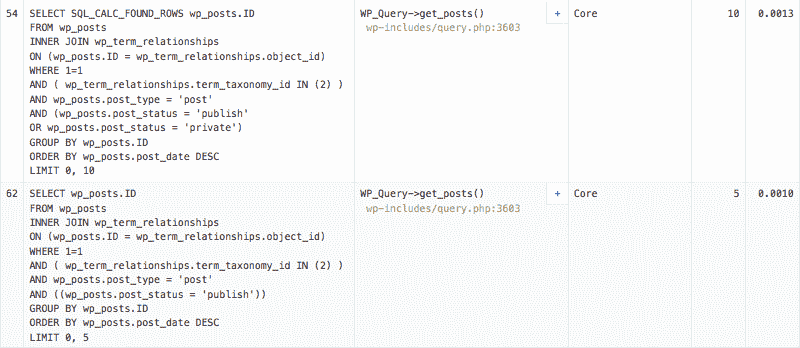 54 SELECT SQL_CALC_FOUND_ROWS wp_posts.ID WP_Query->get_posts() + Core 10 0.0013
FROM wp_posts wp-includes/query.php:3603
INNER JOIN wp_term_relationships
ON (wp_posts.ID = wp_term_relationships.object_id)
WHERE 1=1
AND ( wp_term_relationships.term_taxonomy_id IN (2) )
AND wp_posts.post_type = 'post'
AND (wp_posts.post_status = 'publish'
OR wp_posts.post_status = 'private')
GROUP BY wp_posts.ID
ORDER BY wp_posts.post_date DESC
LIMIT 0, 10
62 SELECT wp_posts.ID WP_Query->get_posts() + Core 5 0.0010
FROM wp_posts wp-includes/query.php:3603
INNER JOIN wp_term_relationships
ON (wp_posts.ID = wp_term_relationships.object_id)
WHERE 1=1
AND ( wp_term_relationships.term_taxonomy_id IN (2) )
AND wp_posts.post_type = 'post'
AND ((wp_posts.post_status = 'publish'))
GROUP BY wp_posts.ID
ORDER BY wp_posts.post_date DESC
LIMIT 0, 5